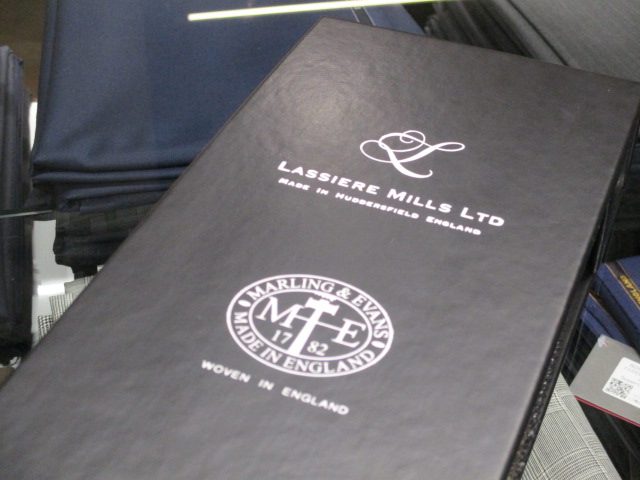 L
LASSIERE MILLS LTD
MADE IN HUDDERSFIELD ENGLAND
MARLING & EVANS
M E
17 82
MADE IN ENGLAND
WOVEN IN ENGLAND